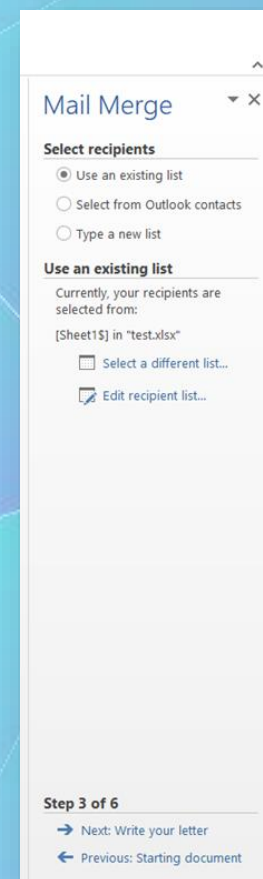 Mail Merge
Select recipients
Use an existing list
Select from Outlook contacts
Type a new list
Use an existing list
Currently, your recipients are
selected from:
[Sheet1$] in "test.xlsx"
Select a different list...
Edit recipient list...
Step 3 of 6
Next: Write your letter
Previous: Starting document